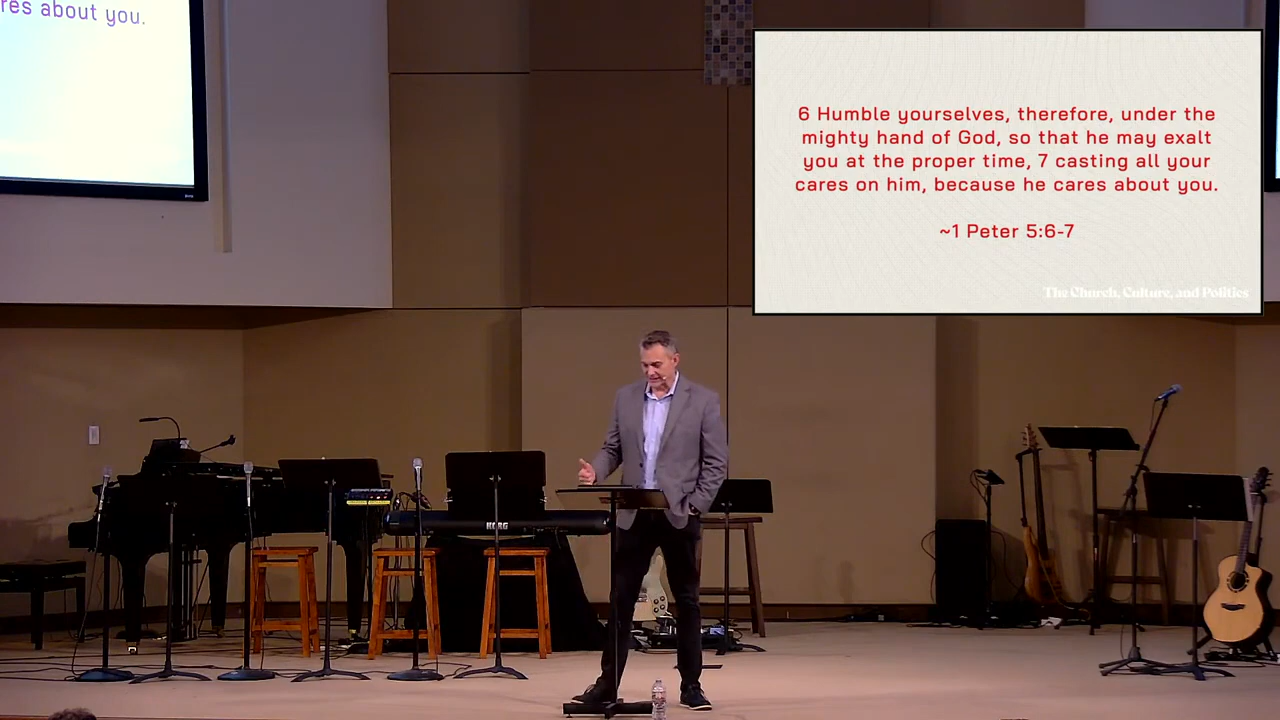 res about you.
6 Humble yourselves, therefore, under the
mighty hand of God, so that he may exalt
you at the proper time, 7 casting all your
cares on him, because he cares about you.
~1 Peter 5:6-7
The Church, Culture, and Politics
KORG